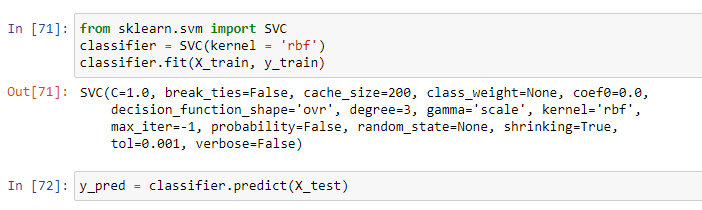 In [71]: from sklearn.svm import SVC
classifier = SVC(kernel = 'rbf')
classifier.fit(X_train, y_train)
Out[71]: SVC(C=1.0, break_ties=False, cache_size=200, class_weight=None, coef0=0.0,
decision_function_shape='ovr', degree=3, gamma='scale', kernel='rbf',
max_iter=-1, probability=False, random_state=None, shrinking=True,
tol=0.001, verbose=False)
In [72]: y_pred = classifier.predict(X_test)